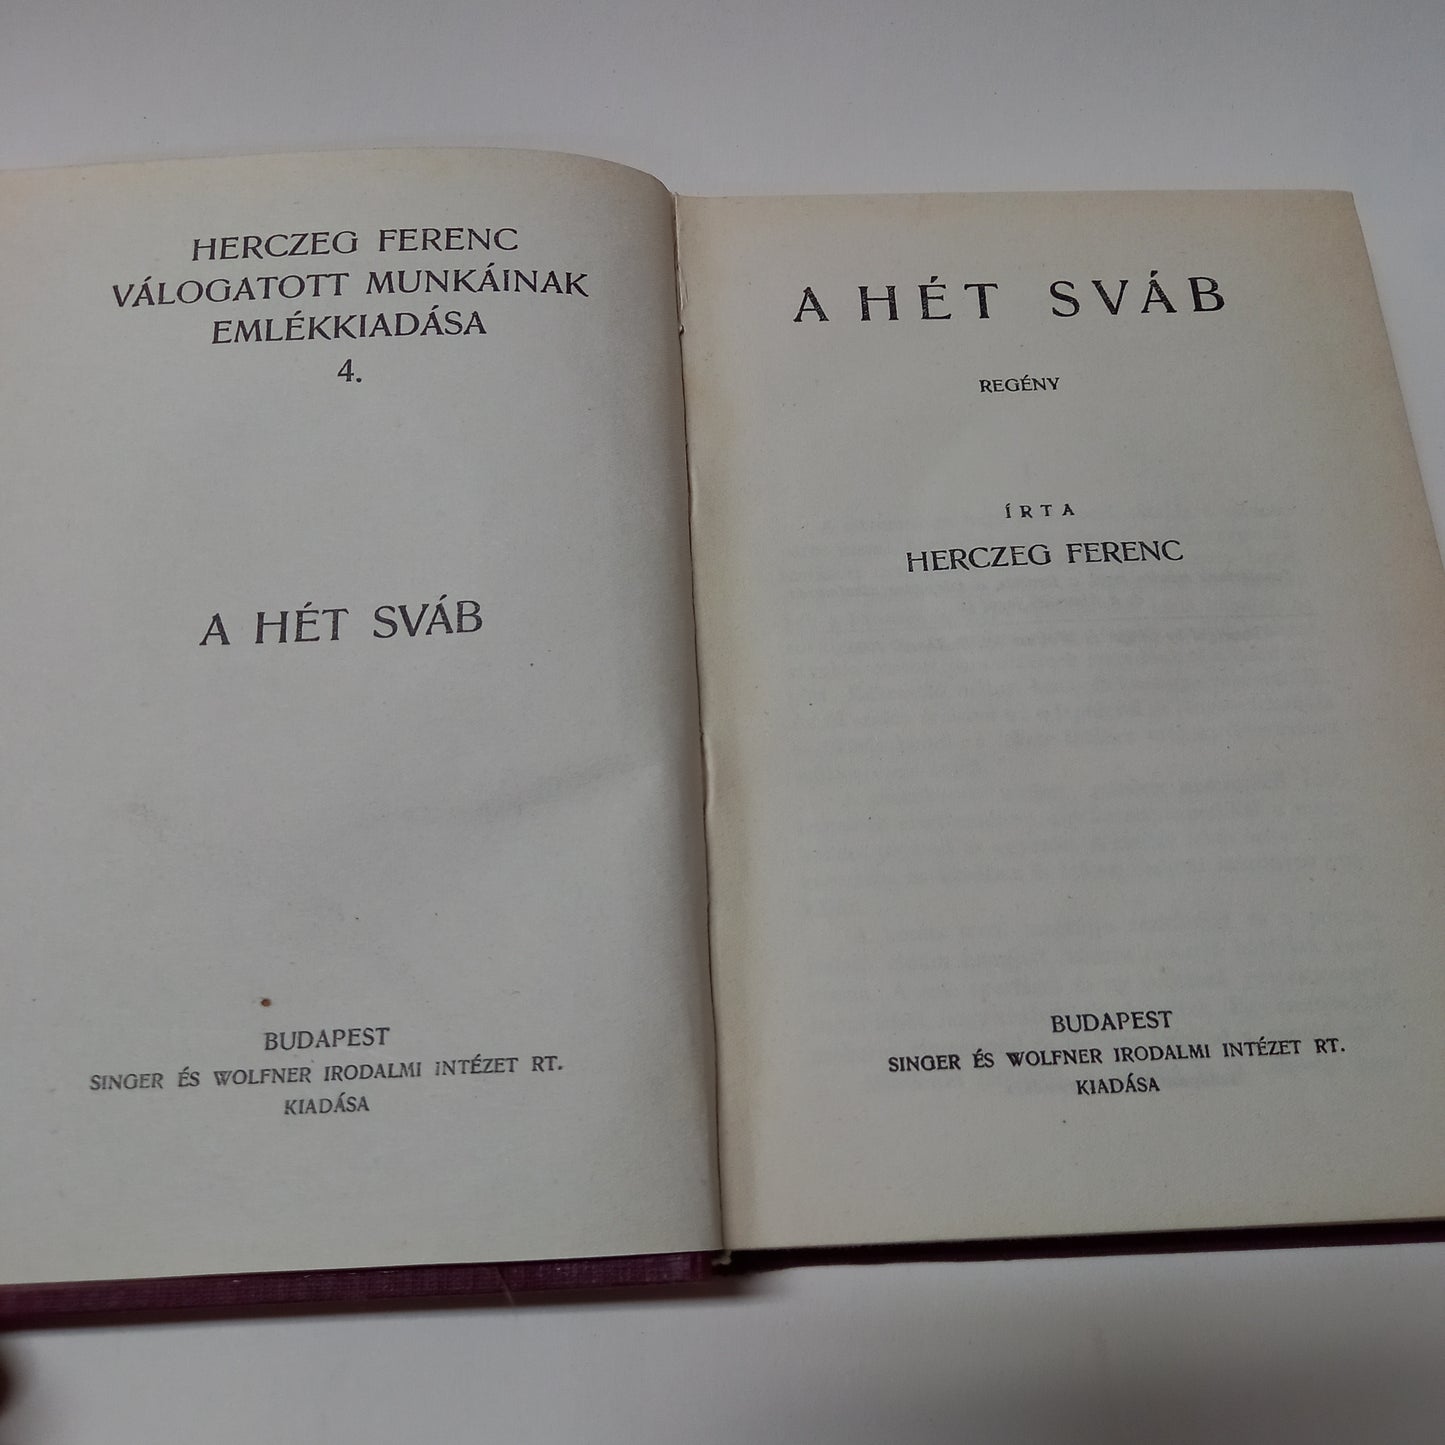 HERCZEG FERENC
VÁLOGATOTT MUNKÁINAK
EMLÉKKIADÁSA
4.
A HÉT SVÁB
BUDAPEST
SINGER ÉS WOLFNER IRODALMI INTÉZET RT.
KIADÁSA
A HÉT SVÁB
REGÉNY
ÍRTA
HERCZEG FERENC
BUDAPEST
SINGER ÉS WOLFNER IRODALMI INTÉZET RT.
KIADÁSA